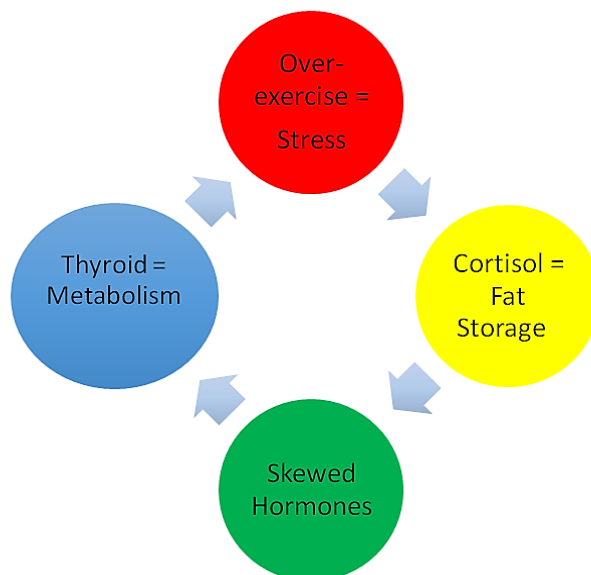 Over-
exercise =
Stress
Cortisol =
Fat
Storage
Skewed
Hormones
Thyroid =
Metabolism